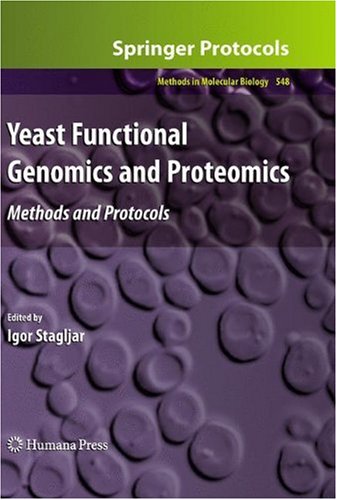 Springer Protocols
Methods in Molecular Biology 548
Yeast Functional
Genomics and Proteomics
Methods and Protocols
Edited by
Igor Stagljar
Humana Press